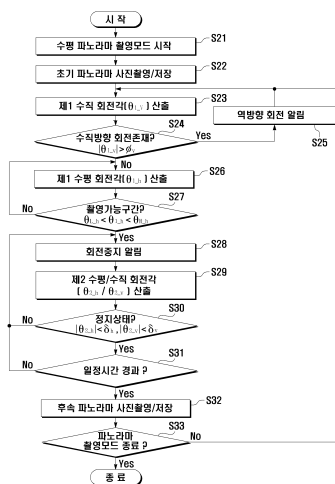 시 작
수평 파노라마 촬영모드 시작
S21
초기 파노라마 사진촬영/저장
S22
제1 수직 회전각(θ1_v) 산출
S23
수직방향 회전존재?
|θ1_v|>ϕv
S24
Yes
역방향 회전 알림
S25
No
제1 수평 회전각(θ1_h) 산출
S26
촬영가능구간?
S27
No
Yes
회전중지 알림
S28
제2 수평/수직 회전각
(θ2_h / θ2_v) 산출
S29
정지상태?
|θ2_h|<δh , |θ2_v|<δv
S30
No
Yes
일정시간 경과 ?
S31
No
Yes
후속 파노라마 사진촬영/저장
S32
파노라마
촬영모드 종료 ?
S33
No
Yes
종 료